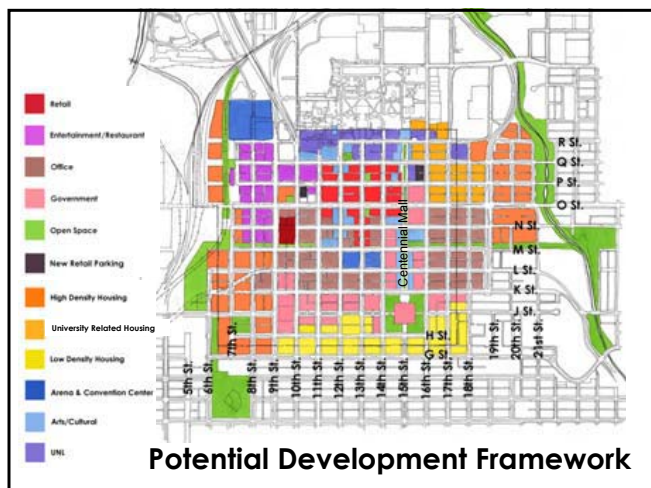 Retail
Entertainment/Restaurant
Office
Government
Open Space
New Retail Parking
High Density Housing
University Related Housing
Low Density Housing
Arena & Convention Center
Arts/Cultural
UNL
R St.
Q St.
P St.
O St.
N St.
M St.
L St.
K St.
J St.
H St.
G St.
Centennial Mall
5th St.
6th St.
7th St.
8th St.
9th St.
10th St.
11th St.
12th St.
13th St.
14th St.
15th St.
16th St.
17th St.
18th St.
19th St.
20th St.
21st St.
Potential Development Framework